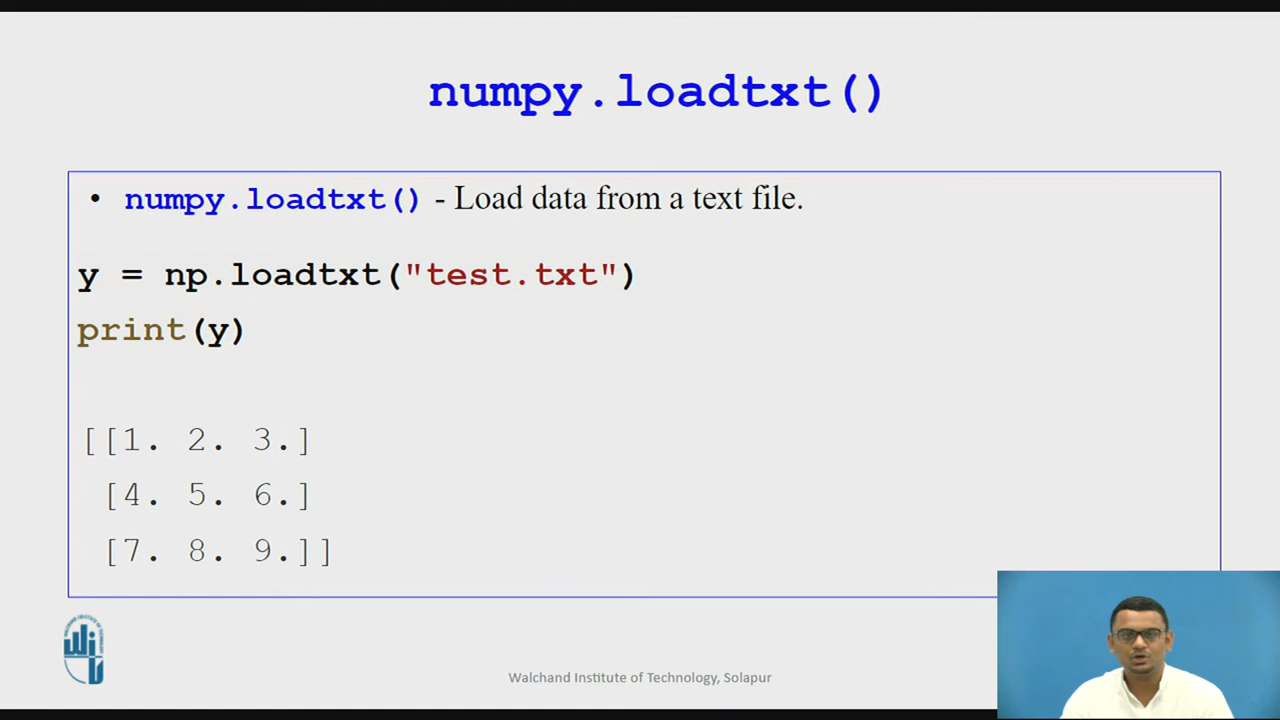 numpy.loadtxt()
• numpy.loadtxt() - Load data from a text file.
y = np.loadtxt("test.txt")
print(y)
[[1. 2. 3.]
[4. 5. 6.]
[7. 8. 9.]]
Walchand Institute of Technology, Solapur